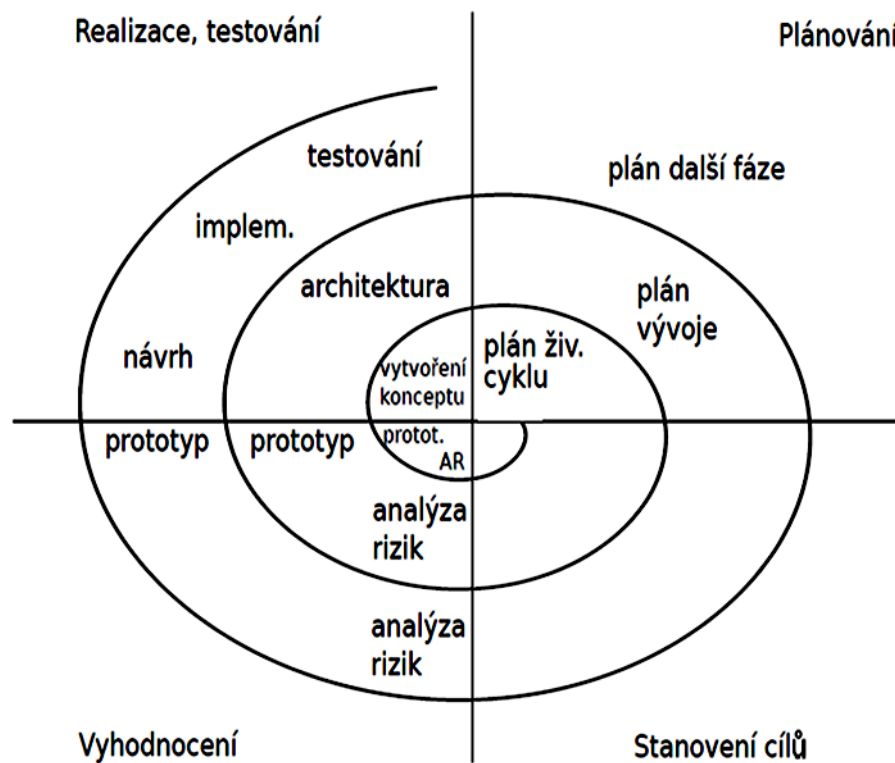 Realizace, testování
Plánování
testování
plán další fáze
implem.
architektura
plán
vývoje
návrh
vytvoření
konceptu
plán živ.
cyklu
prototyp
prototyp
protot.
AR
analýza
rizik
analýza
rizik
Vyhodnocení
Stanovení cílů